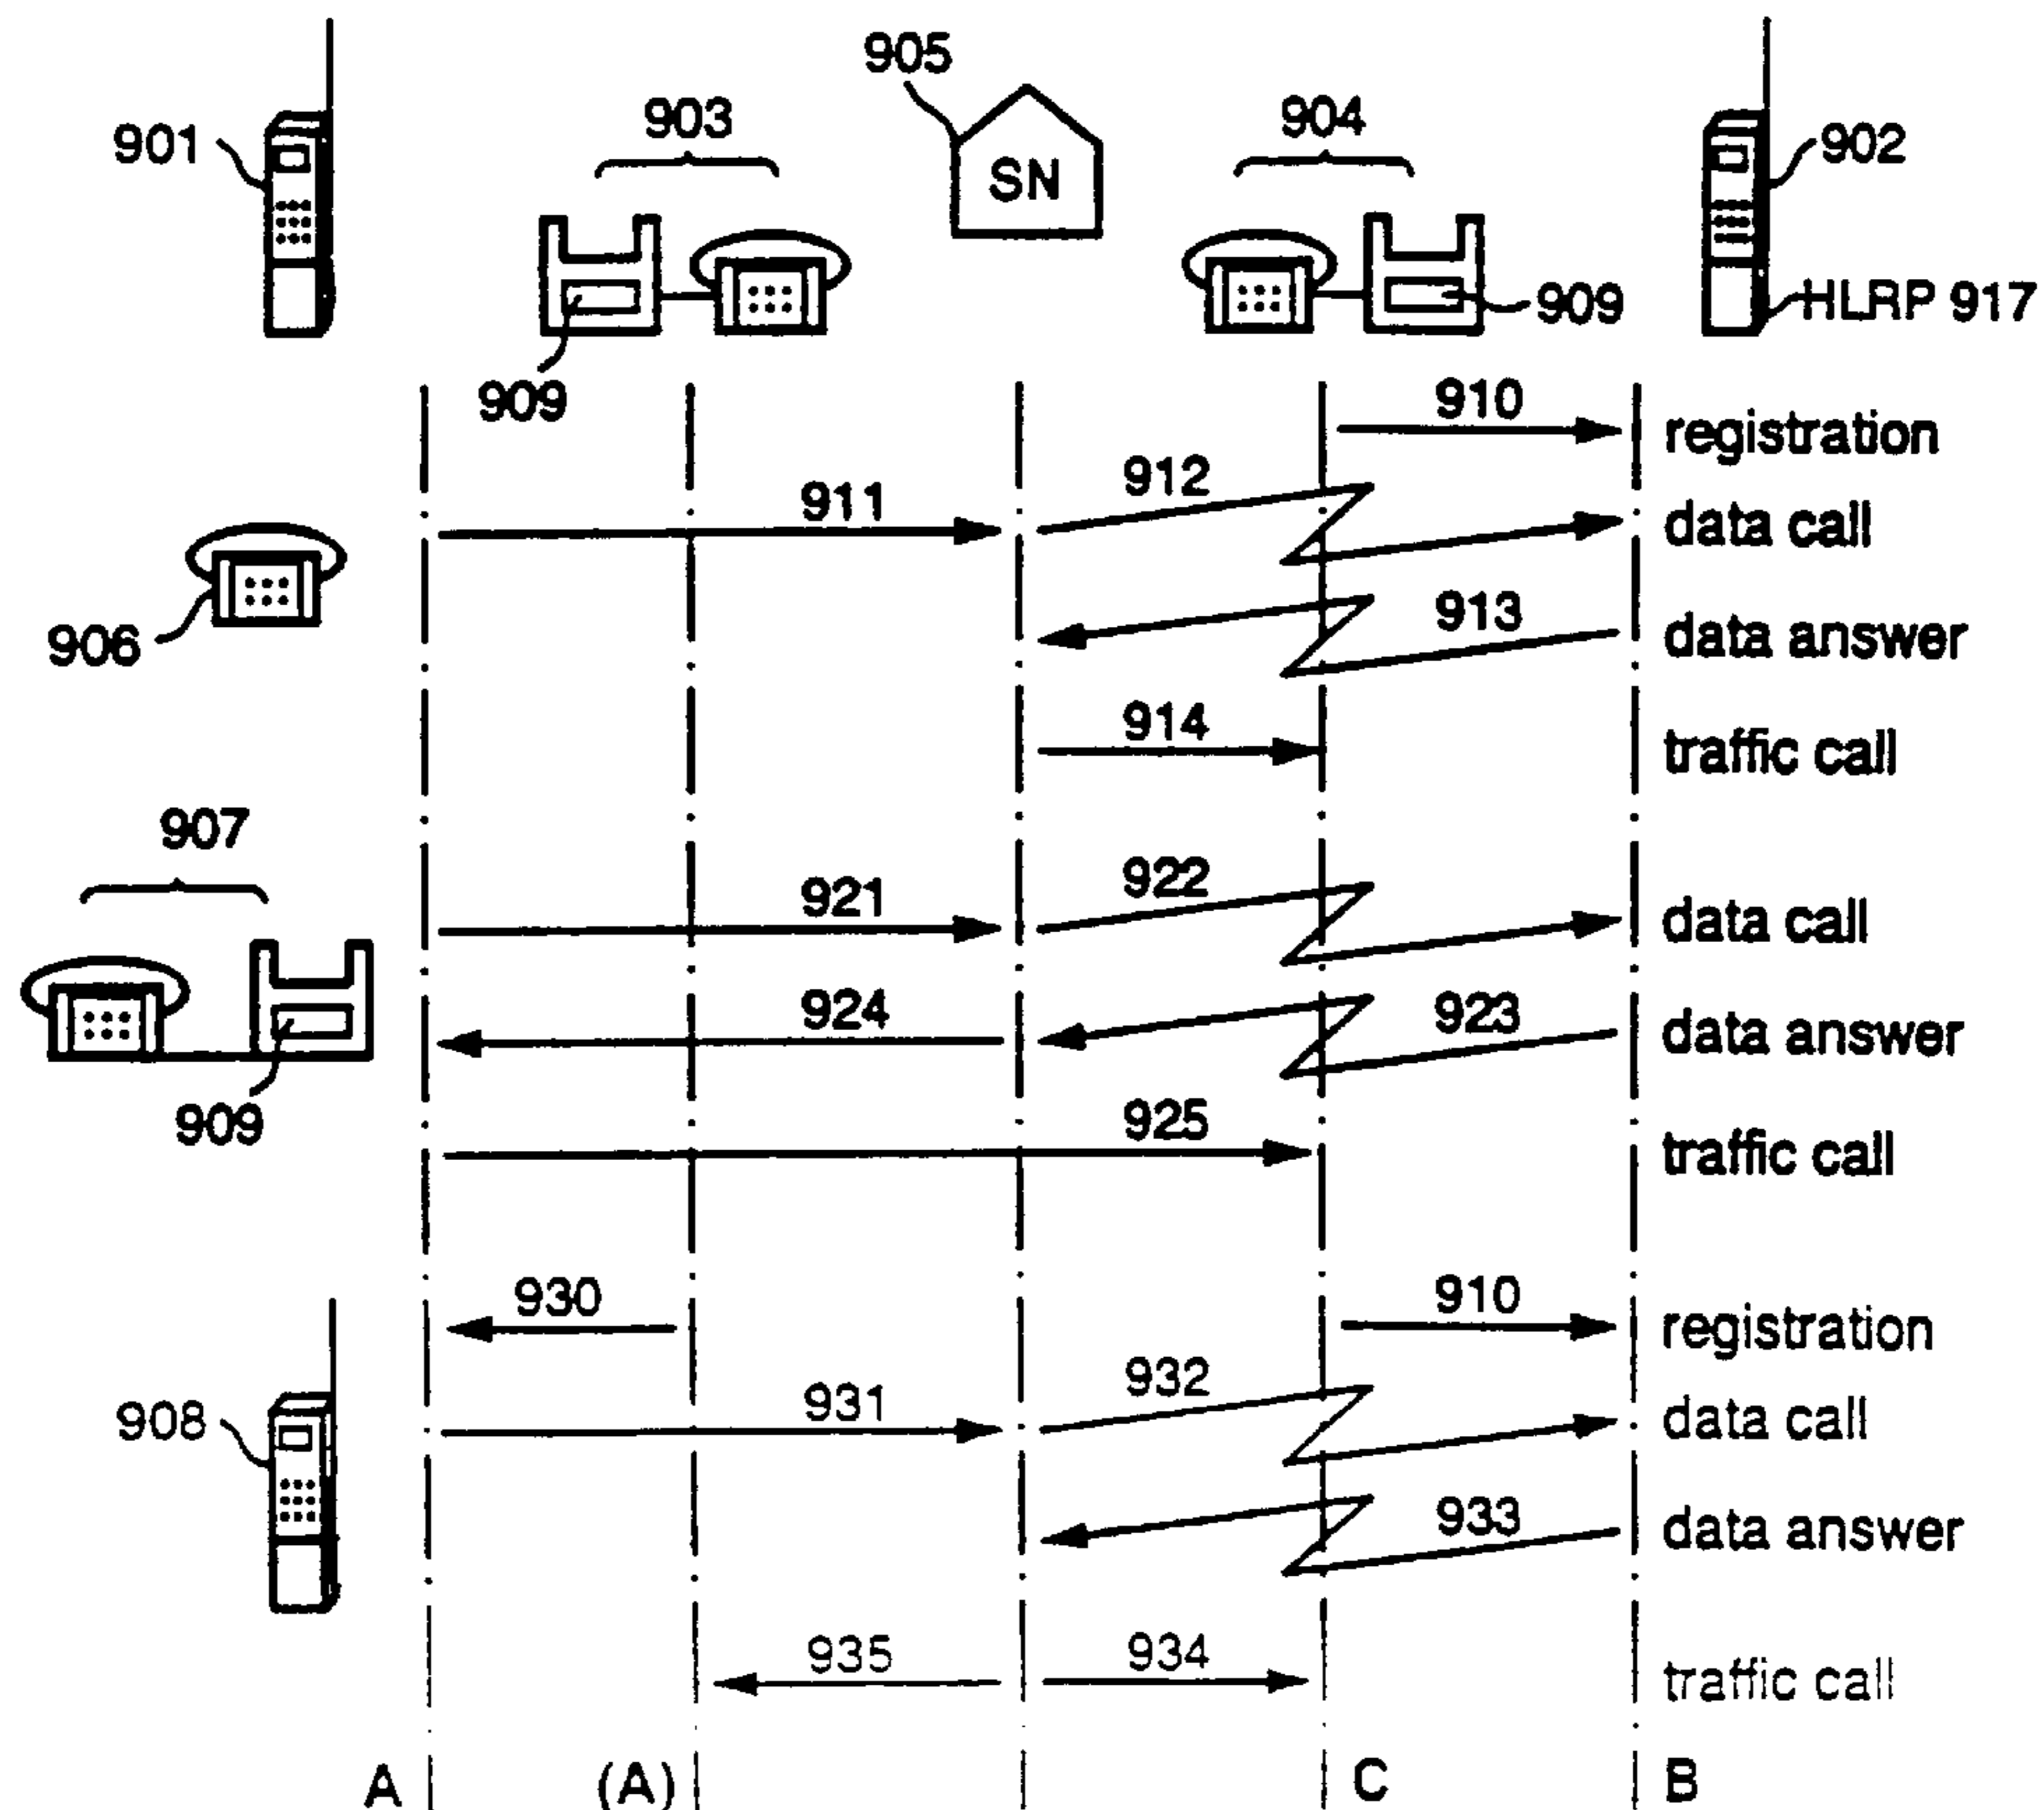 905
903
904
901
SN
902
909
HLRP 917
909
910
registration
912
911
data call
906
913
data answer
914
traffic call
907
921
922
data call
924
923
data answer
909
925
traffic call
930
910
registration
932
908
931
data call
933
data answer
935
934
traffic call
A
(A)
C
B